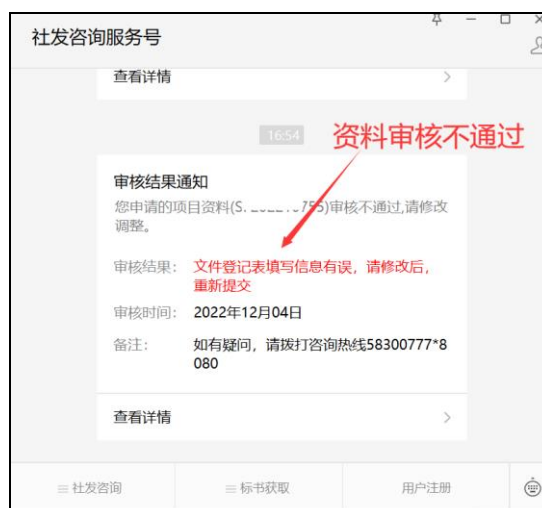 社发咨询服务号
查看详情
16:54
资料审核不通过
审核结果通知
您申请的项目资料(S. 755)审核不通过,请修改
调整。
审核结果： 文件登记表填写信息有误，请修改后，
重新提交
审核时间： 2022年12月04日
备注： 如有疑问，请拨打咨询热线58300777*8
080
查看详情
社发咨询
标书获取
用户注册